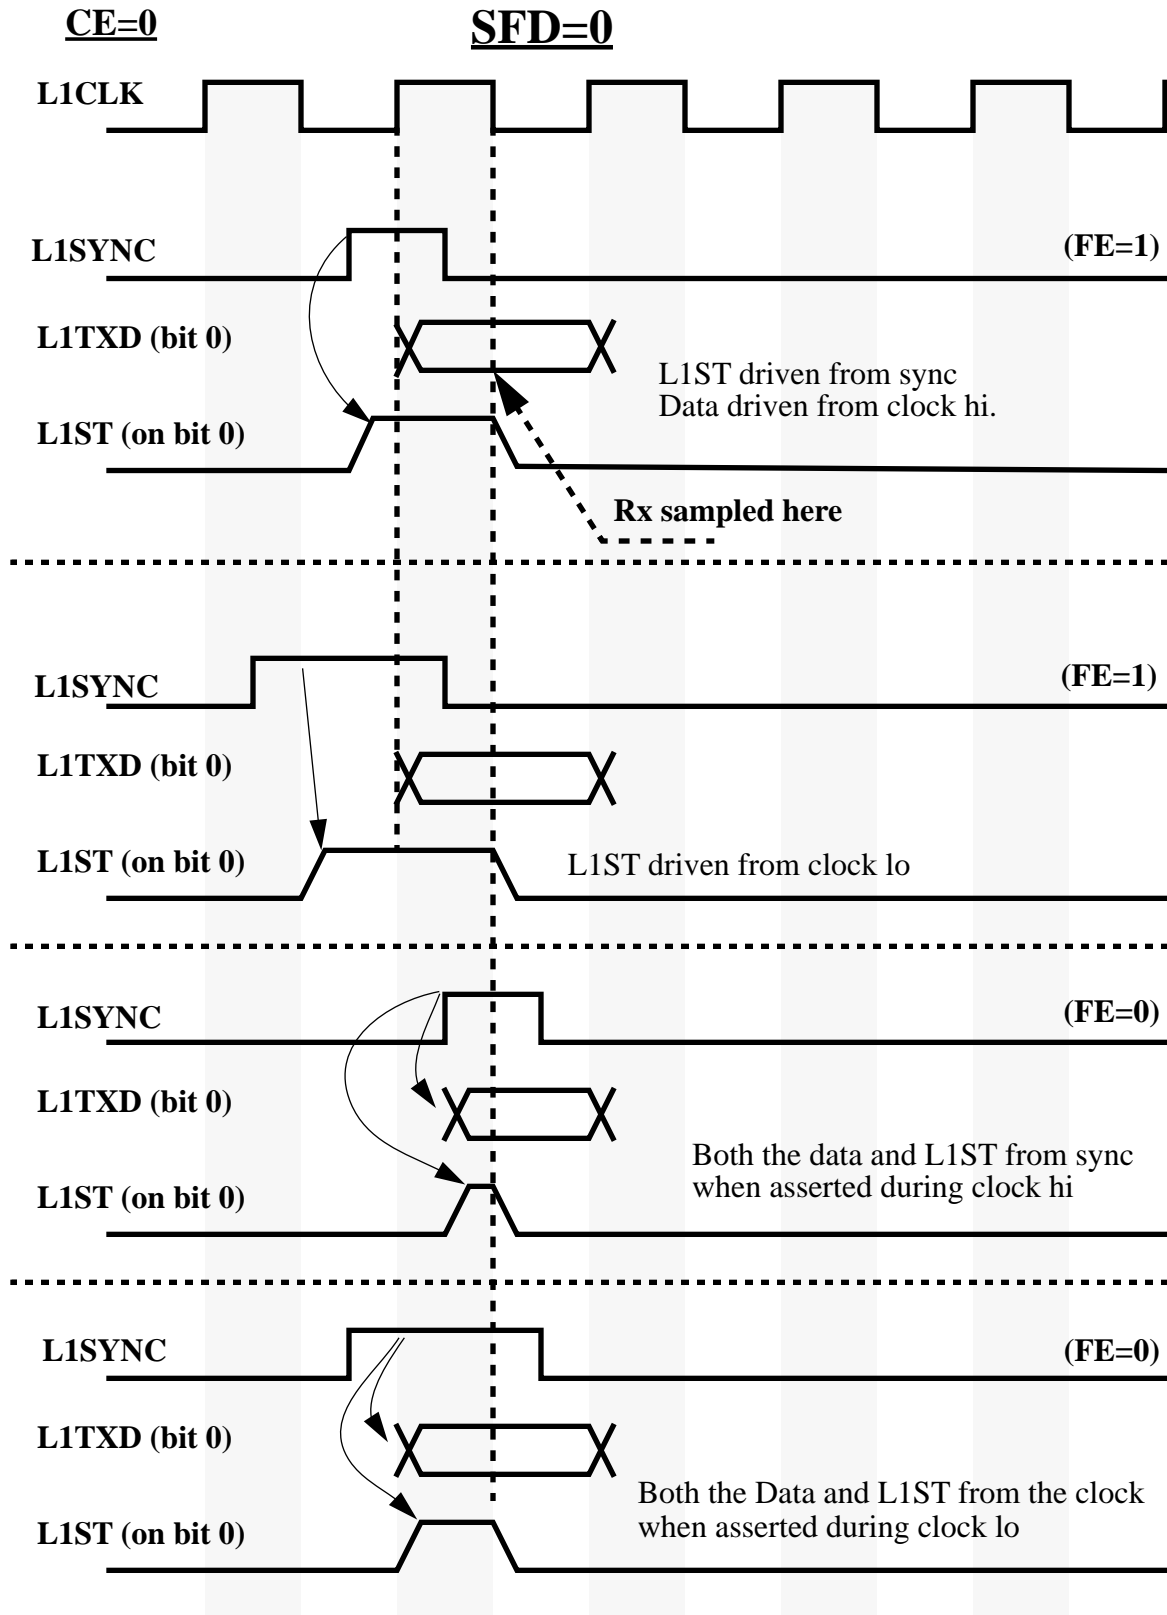 CE=0
SFD=0
L1CLK
L1SYNC
(FE=1)
L1TXD (bit 0)
L1ST driven from sync
Data driven from clock hi.
L1ST (on bit 0)
Rx sampled here
L1SYNC
(FE=1)
L1TXD (bit 0)
L1ST (on bit 0)
L1ST driven from clock lo
L1SYNC
(FE=0)
L1TXD (bit 0)
Both the data and L1ST from sync
when asserted during clock hi
L1ST (on bit 0)
L1SYNC
(FE=0)
L1TXD (bit 0)
Both the Data and L1ST from the clock
when asserted during clock lo
L1ST (on bit 0)